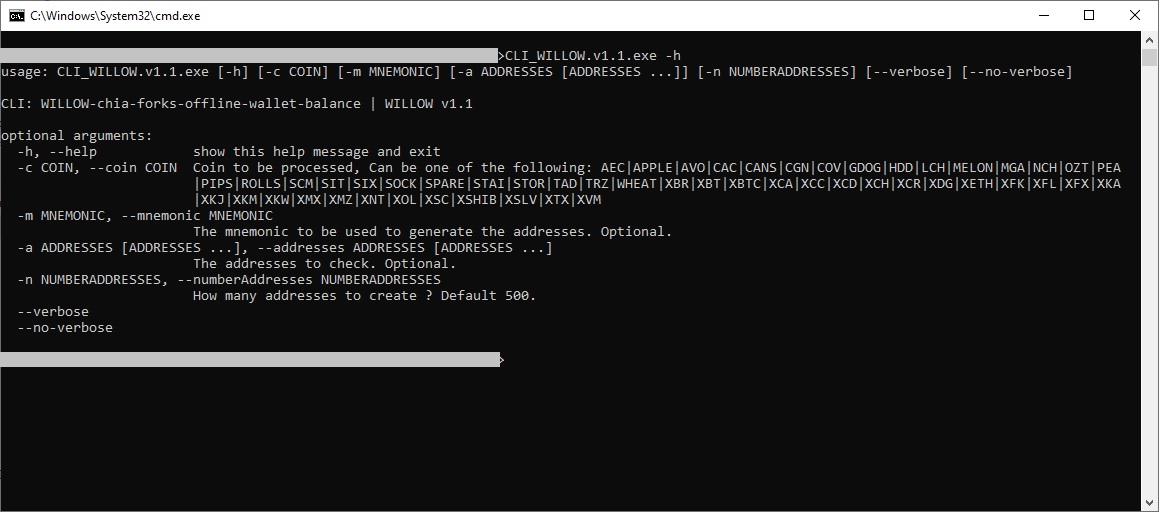 C:\Windows\System32\cmd.exe
>CLI_WILLOW.v1.1.exe -h
usage: CLI_WILLOW.v1.1.exe [-h] [-c COIN] [-m MNEMONIC] [-a ADDRESSES [ADDRESSES ...]] [-n NUMBERADDRESSES] [--verbose] [--no-verbose]
CLI: WILLOW-chia-forks-offline-wallet-balance | WILLOW v1.1
optional arguments:
-h, --help show this help message and exit
-c COIN, --coin COIN Coin to be processed, Can be one of the following: AEC|APPLE|AVO|CAC|CANS|CGN|COV|GDOG|HDD|LCH|MELON|MGA|NCH|OZT|PEA
|PIPS|ROLLS|SCM|SIT|SIX|SOCK|SPARE|STAI|STOR|TAD|TRZ|WHEAT|XBR|XBT|XBTC|XCA|XCC|XCD|XCH|XCR|XDG|XETH|XFK|XFL|XFX|XKA
|XKJ|XKM|XKW|XMX|XMZ|XNT|XOL|XSC|XSHIB|XSLV|XTX|XVM
-m MNEMONIC, --mnemonic MNEMONIC
The mnemonic to be used to generate the addresses. Optional.
-a ADDRESSES [ADDRESSES ...], --addresses ADDRESSES [ADDRESSES ...]
The addresses to check. Optional.
-n NUMBERADDRESSES, --numberAddresses NUMBERADDRESSES
How many addresses to create ? Default 500.
--verbose
--no-verbose
>